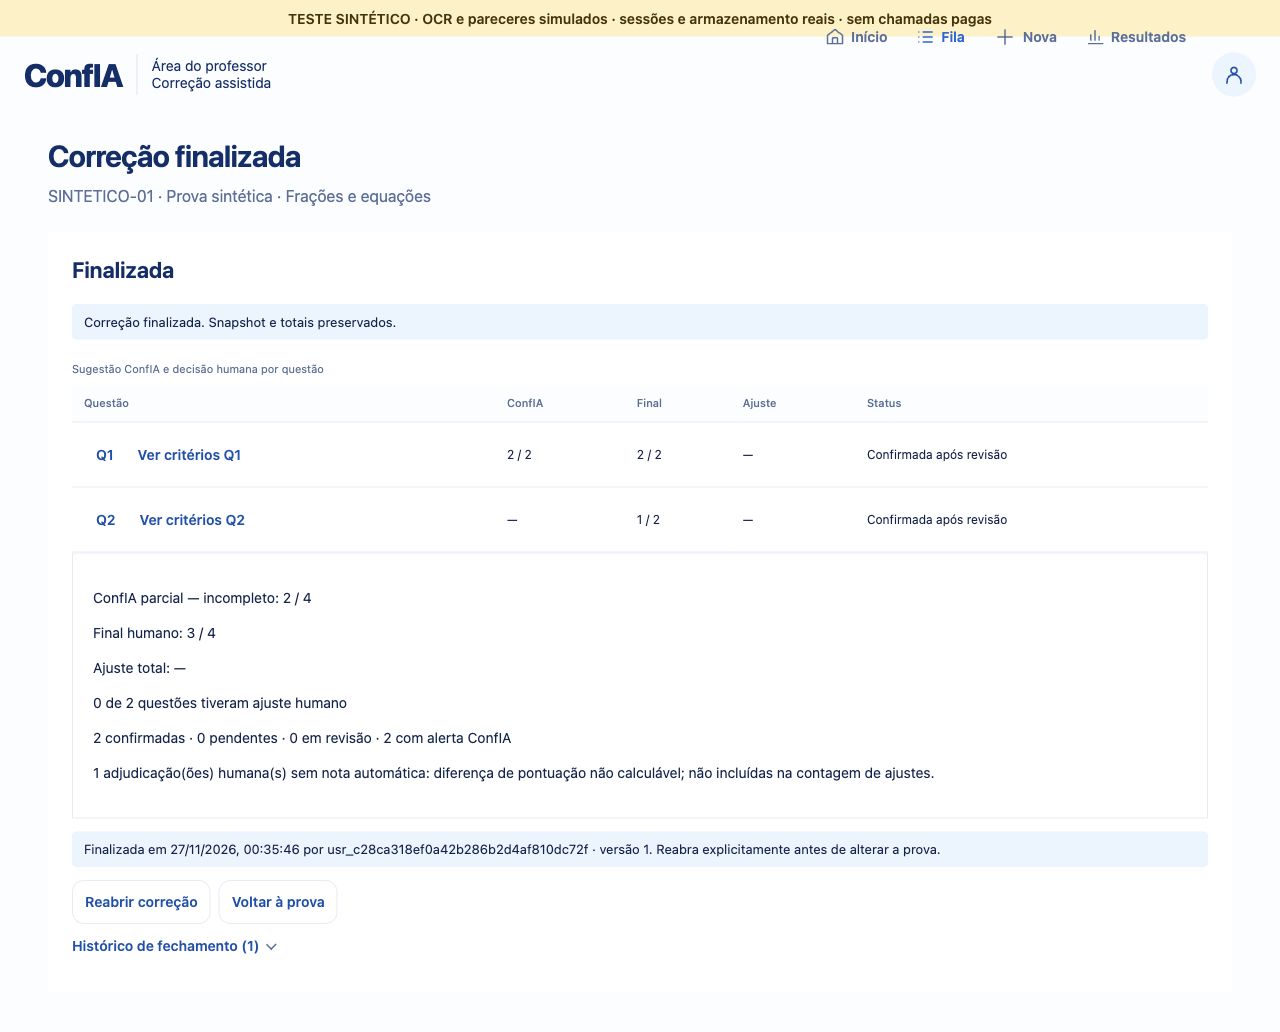 TESTE SINTÉTICO · OCR e pareceres simulados · sessões e armazenamento reais · sem chamadas pagas
Início Fila Nova Resultados
ConfIA
Área do professor
Correção assistida
Correção finalizada
SINTETICO-01 · Prova sintética · Frações e equações
Finalizada
Correção finalizada. Snapshot e totais preservados.
Sugestão ConfIA e decisão humana por questão
Questão ConfIA Final Ajuste Status
Q1 Ver critérios Q1 2 / 2 2 / 2 — Confirmada após revisão
Q2 Ver critérios Q2 — 1 / 2 — Confirmada após revisão
ConfIA parcial — incompleto: 2 / 4
Final humano: 3 / 4
Ajuste total: —
0 de 2 questões tiveram ajuste humano
2 confirmadas · 0 pendentes · 0 em revisão · 2 com alerta ConfIA
1 adjudicação(ões) humana(s) sem nota automática: diferença de pontuação não calculável; não incluídas na contagem de ajustes.
Finalizada em 27/11/2026, 00:35:46 por usr_c28ca318ef0a42b286b2d4af810dc72f · versão 1. Reabra explicitamente antes de alterar a prova.
Reabrir correção Voltar à prova
Histórico de fechamento (1)